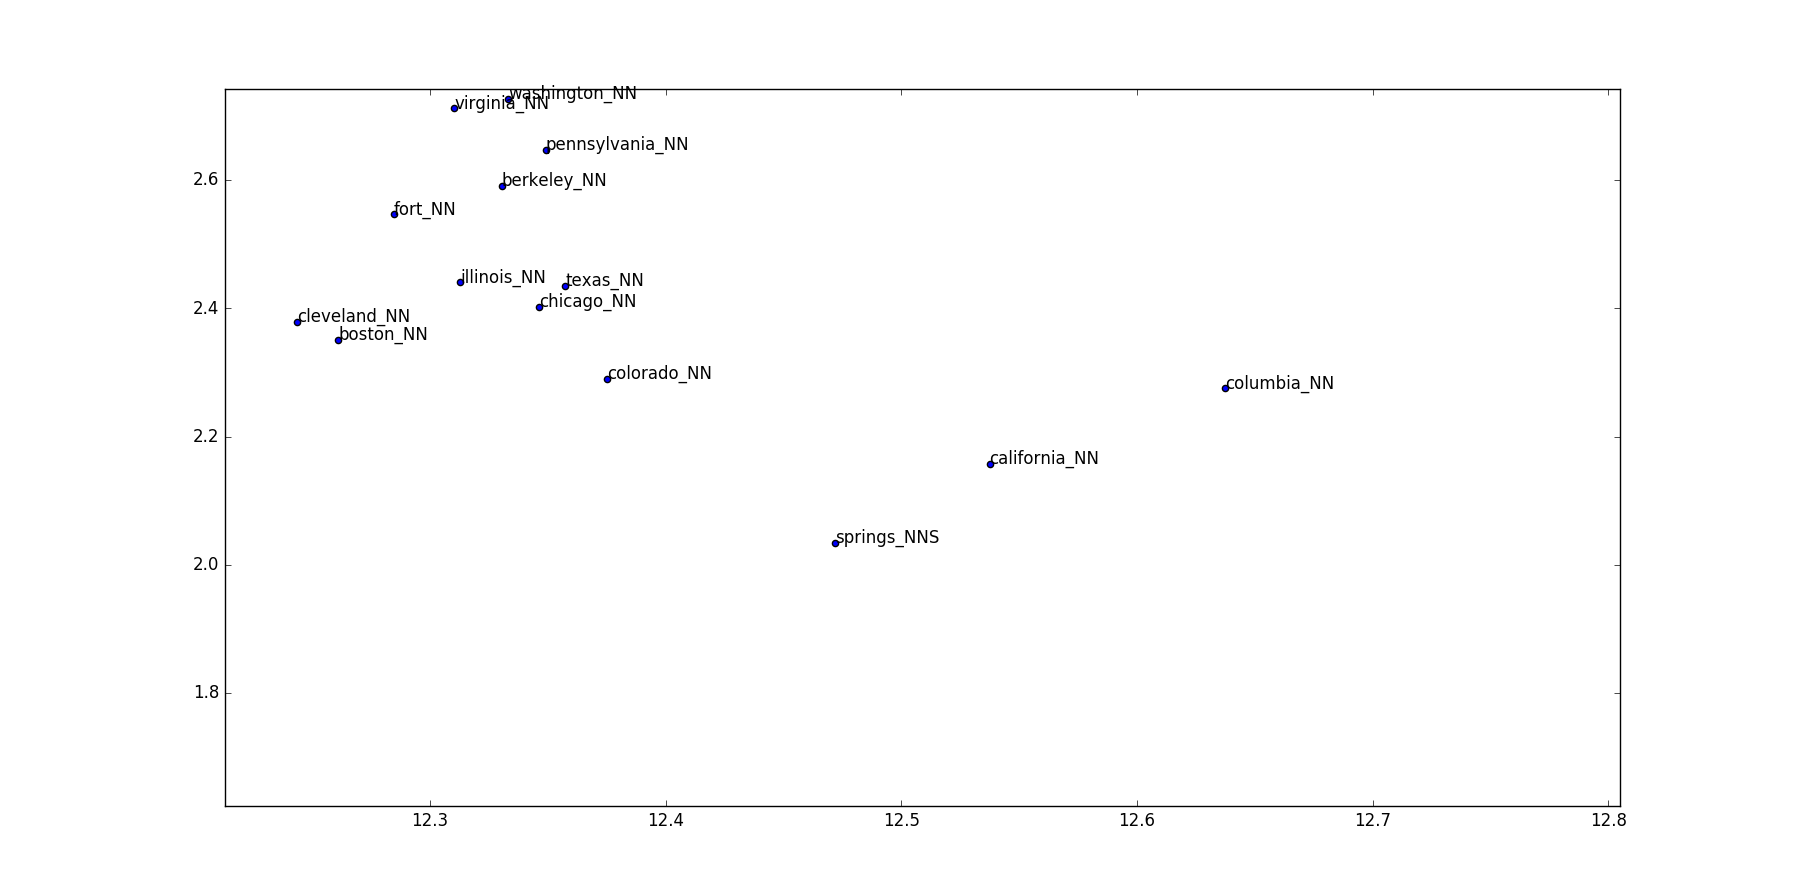 washington_NN
virginia_NN
pennsylvania_NN
2.6
berkeley_NN
fort_NN
illinois_NN
texas_NN
chicago_NN
2.4
cleveland_NN
boston_NN
colorado_NN
columbia_NN
2.2
california_NN
springs_NNS
2.0
1.8
12.3 12.4 12.5 12.6 12.7 12.8